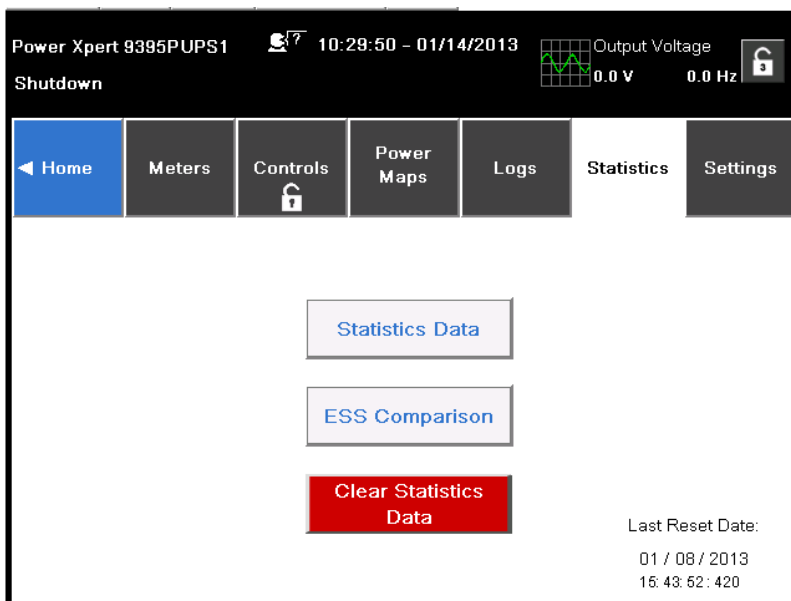 Power Xpert 9395PUPS1
? 10:29:50 - 01/14/2013
Output Voltage
Shutdown
0.0 V 0.0 Hz
3
Home
Meters
Controls
Power
Maps
Logs
Statistics
Settings
Statistics Data
ESS Comparison
Clear Statistics
Data
Last Reset Date:
01 / 08 / 2013
15: 43: 52 : 420